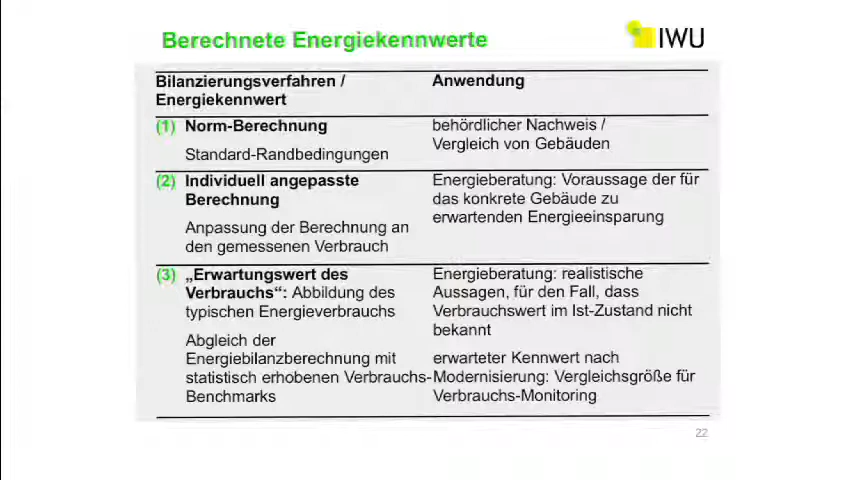 Berechnete Energiekennwerte
IWU
Bilanzierungsverfahren / Energiekennwert
Anwendung
(1) Norm-Berechnung
Standard-Randbedingungen
behördlicher Nachweis /
Vergleich von Gebäuden
(2) Individuell angepasste
Berechnung
Anpassung der Berechnung an
den gemessenen Verbrauch
Energieberatung: Voraussage der für
das konkrete Gebäude zu
erwartenden Energieeinsparung
(3) „Erwartungswert des
Verbrauchs“: Abbildung des
typischen Energieverbrauchs
Abgleich der
Energiebilanzberechnung mit
statistisch erhobenen Verbrauchs-
Benchmarks
Energieberatung: realistische
Aussagen, für den Fall, dass
Verbrauchswert im Ist-Zustand nicht
bekannt
erwarteter Kennwert nach
Modernisierung: Vergleichsgröße für
Verbrauchs-Monitoring
22